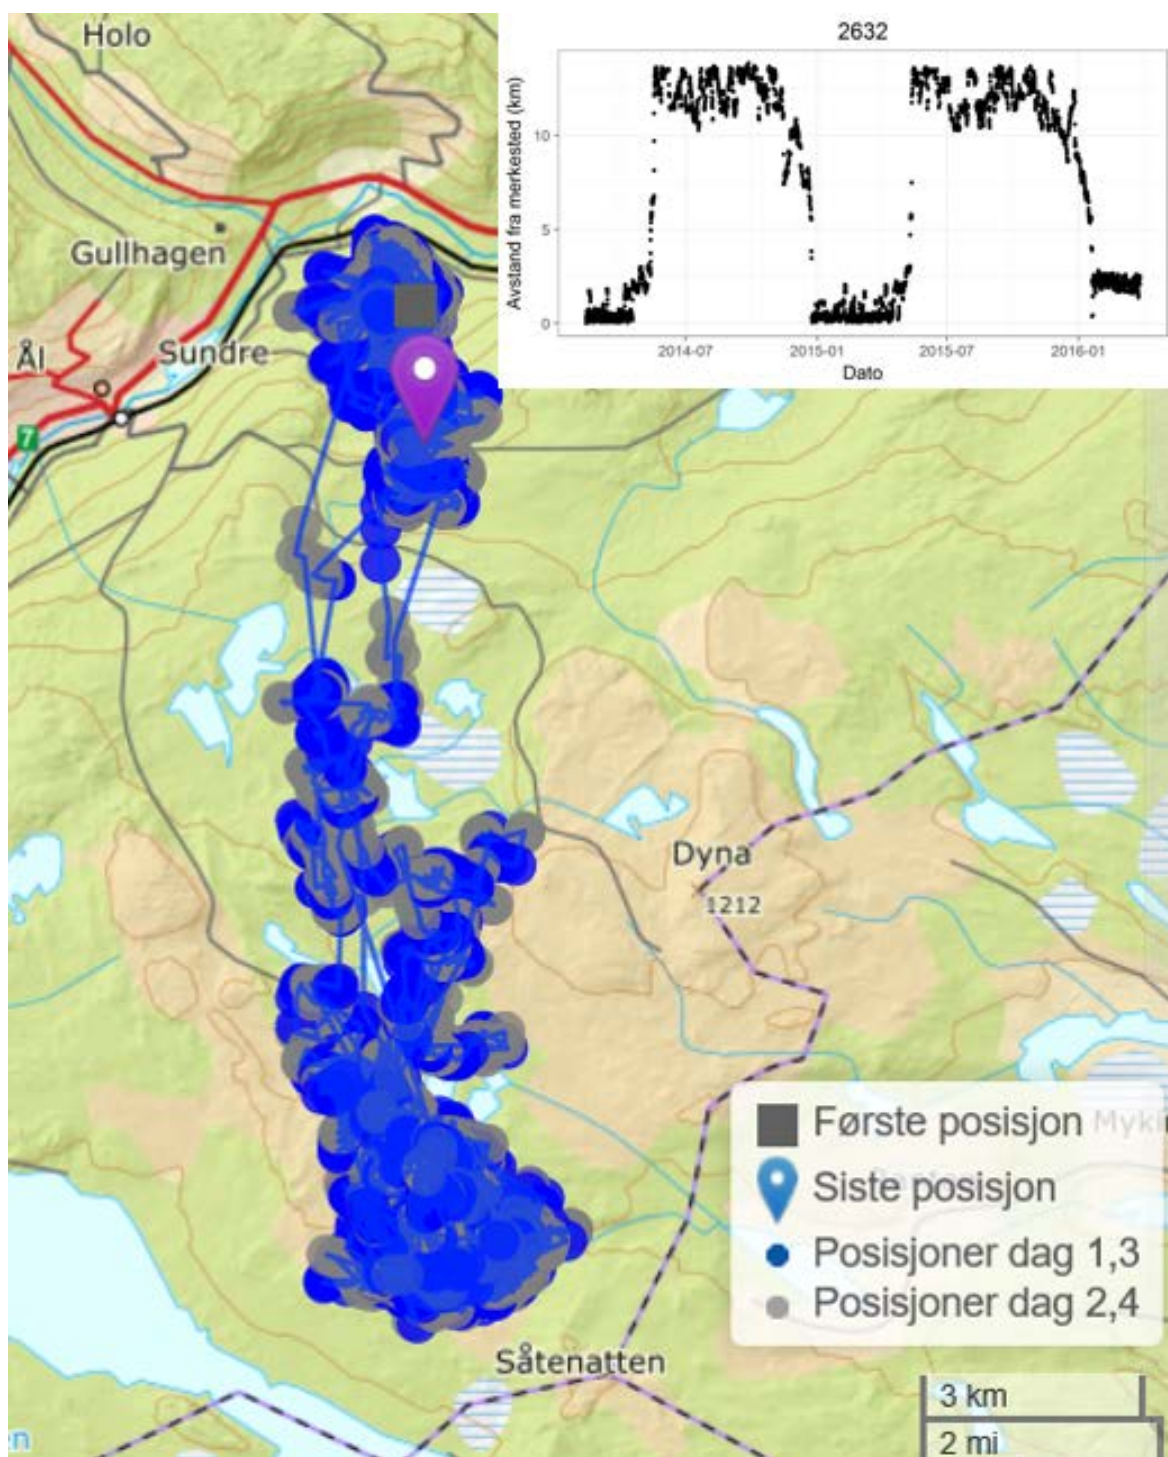 Holo
Gullhagen
Ål
Sundre
7
2632
Avstand fra merkested (km)
10
5
0
2014-07
2015-01
2015-07
2016-01
Dato
Dyna
1212
Såtenatten
Første posisjon
Siste posisjon
Posisjoner dag 1,3
Posisjoner dag 2,4
Myki
3 km
2 mi
en